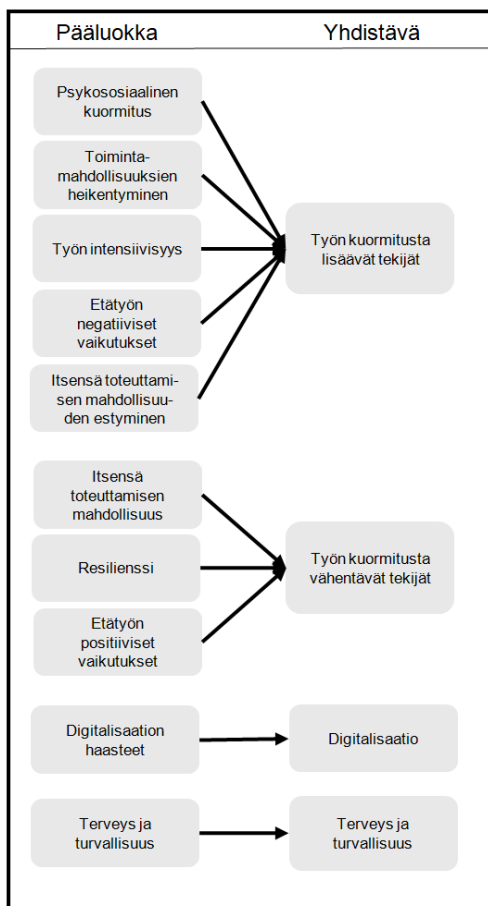 Pääluokka
Yhdistävä
Psykososiaalinen
kuormitus
Toiminta-
mahdollisuuksien
heikentyminen
Työn intensiivisyys
Etätyön
negatiiviset
vaikutukset
Itsensä toteuttami-
sen mahdollisuu-
den estyminen
Työn kuormitusta
lisäävät tekijät
Itsensä
toteuttamisen
mahdollisuus
Resilienssi
Etätyön
positiiviset
vaikutukset
Työn kuormitusta
vähentävät tekijät
Digitalisaation
haasteet
Digitalisaatio
Terveys ja
turvallisuus
Terveys ja
turvallisuus